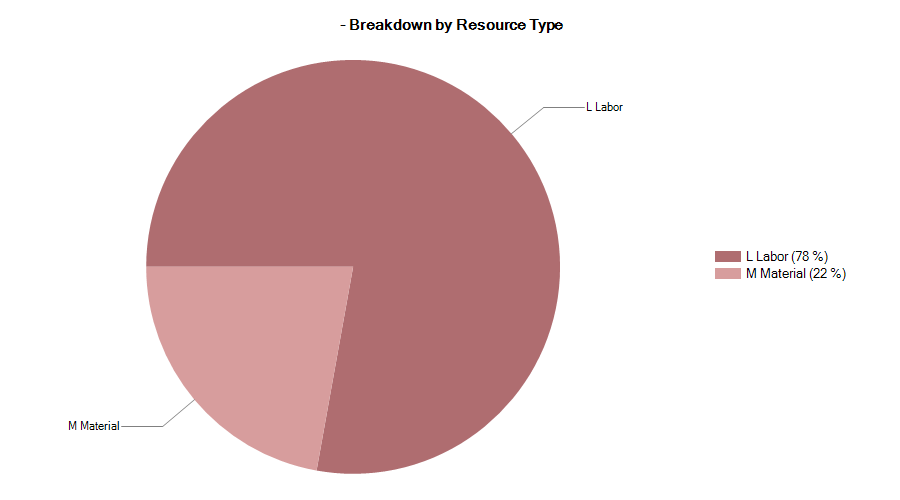 - Breakdown by Resource Type
L Labor
L Labor (78 %)
M Material (22 %)
M Material